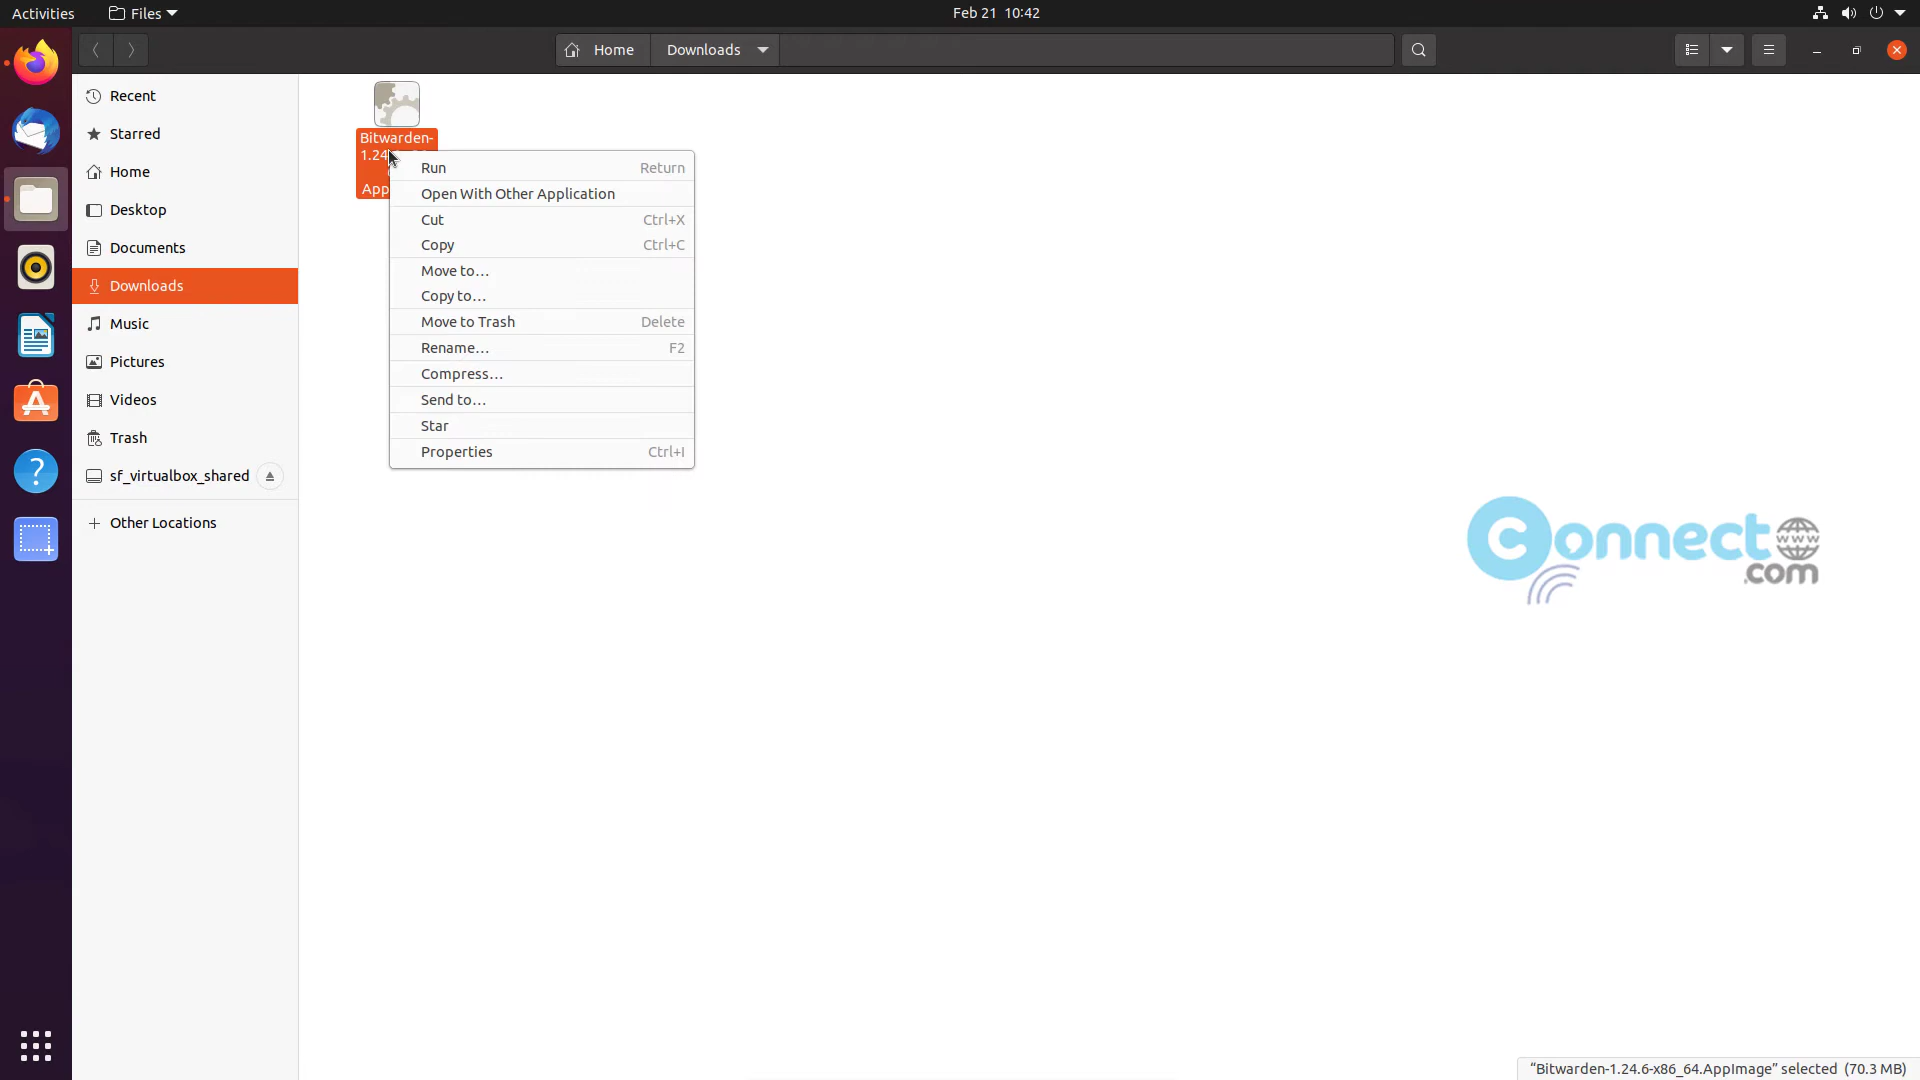 Activities
Files
Feb 21 10:42
Home
Downloads
Recent
Starred
Home
Desktop
Documents
Downloads
Music
Pictures
Videos
Trash
sf_virtualbox_shared
Other Locations
Bitwarden-
1.24
App
Run Return
Open With Other Application
Cut Ctrl+X
Copy Ctrl+C
Move to…
Copy to…
Move to Trash Delete
Rename… F2
Compress…
Send to…
Star
Properties Ctrl+I
Connect
www
.com
“Bitwarden-1.24.6-x86_64.AppImage” selected (70.3 MB)